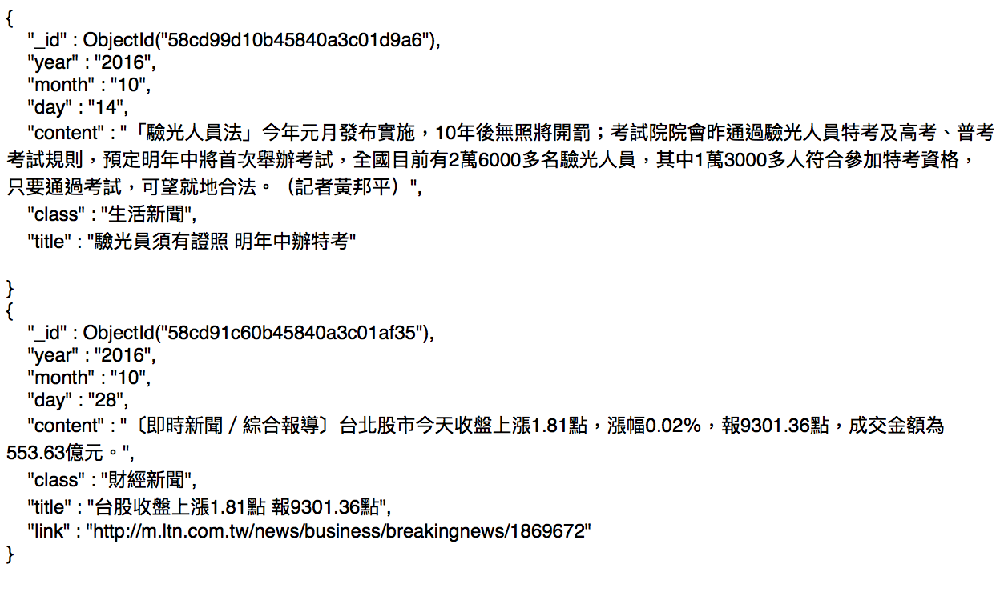 {
"_id" : ObjectId("58cd99d10b45840a3c01d9a6"),
"year" : "2016",
"month" : "10",
"day" : "14",
"content" : "「驗光人員法」今年元月發布實施，10年後無照將開罰；考試院院會昨通過驗光人員特考及高考、普考
考試規則，預定明年中將首次舉辦考試，全國目前有2萬6000多名驗光人員，其中1萬3000多人符合參加特考資格，
只要通過考試，可望就地合法。（記者黃邦平）",
"class" : "生活新聞",
"title" : "驗光員須有證照 明年中辦特考"
}
{
"_id" : ObjectId("58cd91c60b45840a3c01af35"),
"year" : "2016",
"month" : "10",
"day" : "28",
"content" : "〔即時新聞／綜合報導〕台北股市今天收盤上漲1.81點，漲幅0.02%，報9301.36點，成交金額為
553.63億元。",
"class" : "財經新聞",
"title" : "台股收盤上漲1.81點 報9301.36點",
"link" : "http://m.ltn.com.tw/news/business/breakingnews/1869672"
}